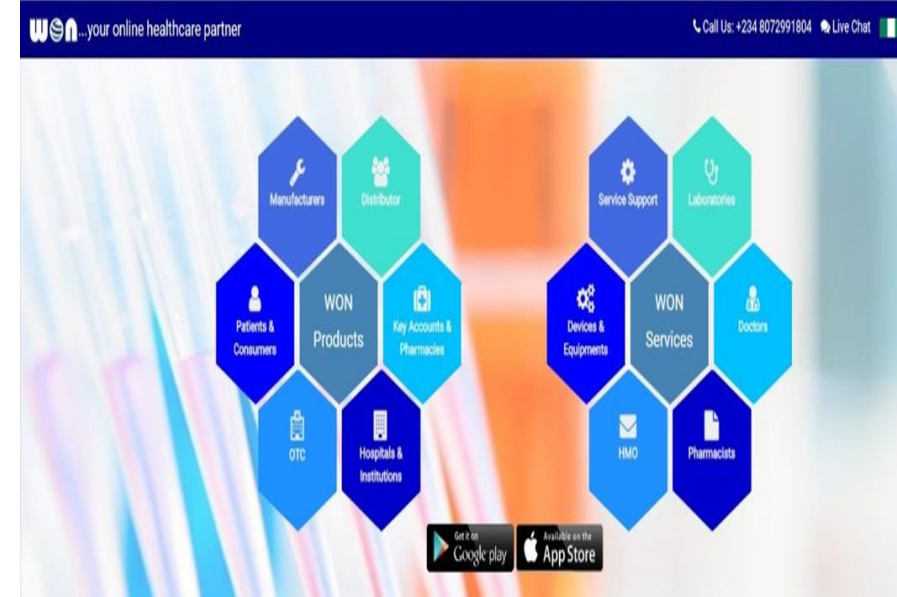 WON...your online healthcare partner
Call Us: +234 8072991804
Live Chat
Manufacturers
Distributor
Patients &
Consumers
WON
Products
Key Accounts &
Pharmacies
OTC
Hospitals &
Institutions
Service Support
Laboratories
Devices &
Equipments
WON
Services
Doctors
HMO
Pharmacists
Get it on
Google play
Available on the
App Store